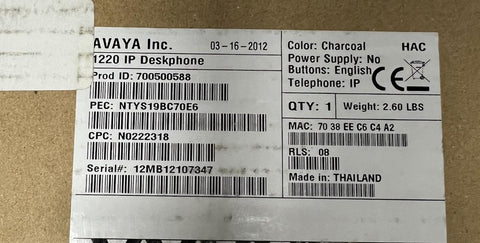 AVAYA Inc. 03-16-2012
1220 IP Deskphone
Prod ID: 700500588
PEC: NTYS19BC70E6
CPC: N0222318
Serial#: 12MB12107347
Color: Charcoal HAC
Power Supply: No
Buttons: English
Telephone: IP
CE
QTY: 1 Weight: 2.60 LBS
MAC: 70 38 EE C6 C4 A2
RLS: 08
Made in: THAILAND